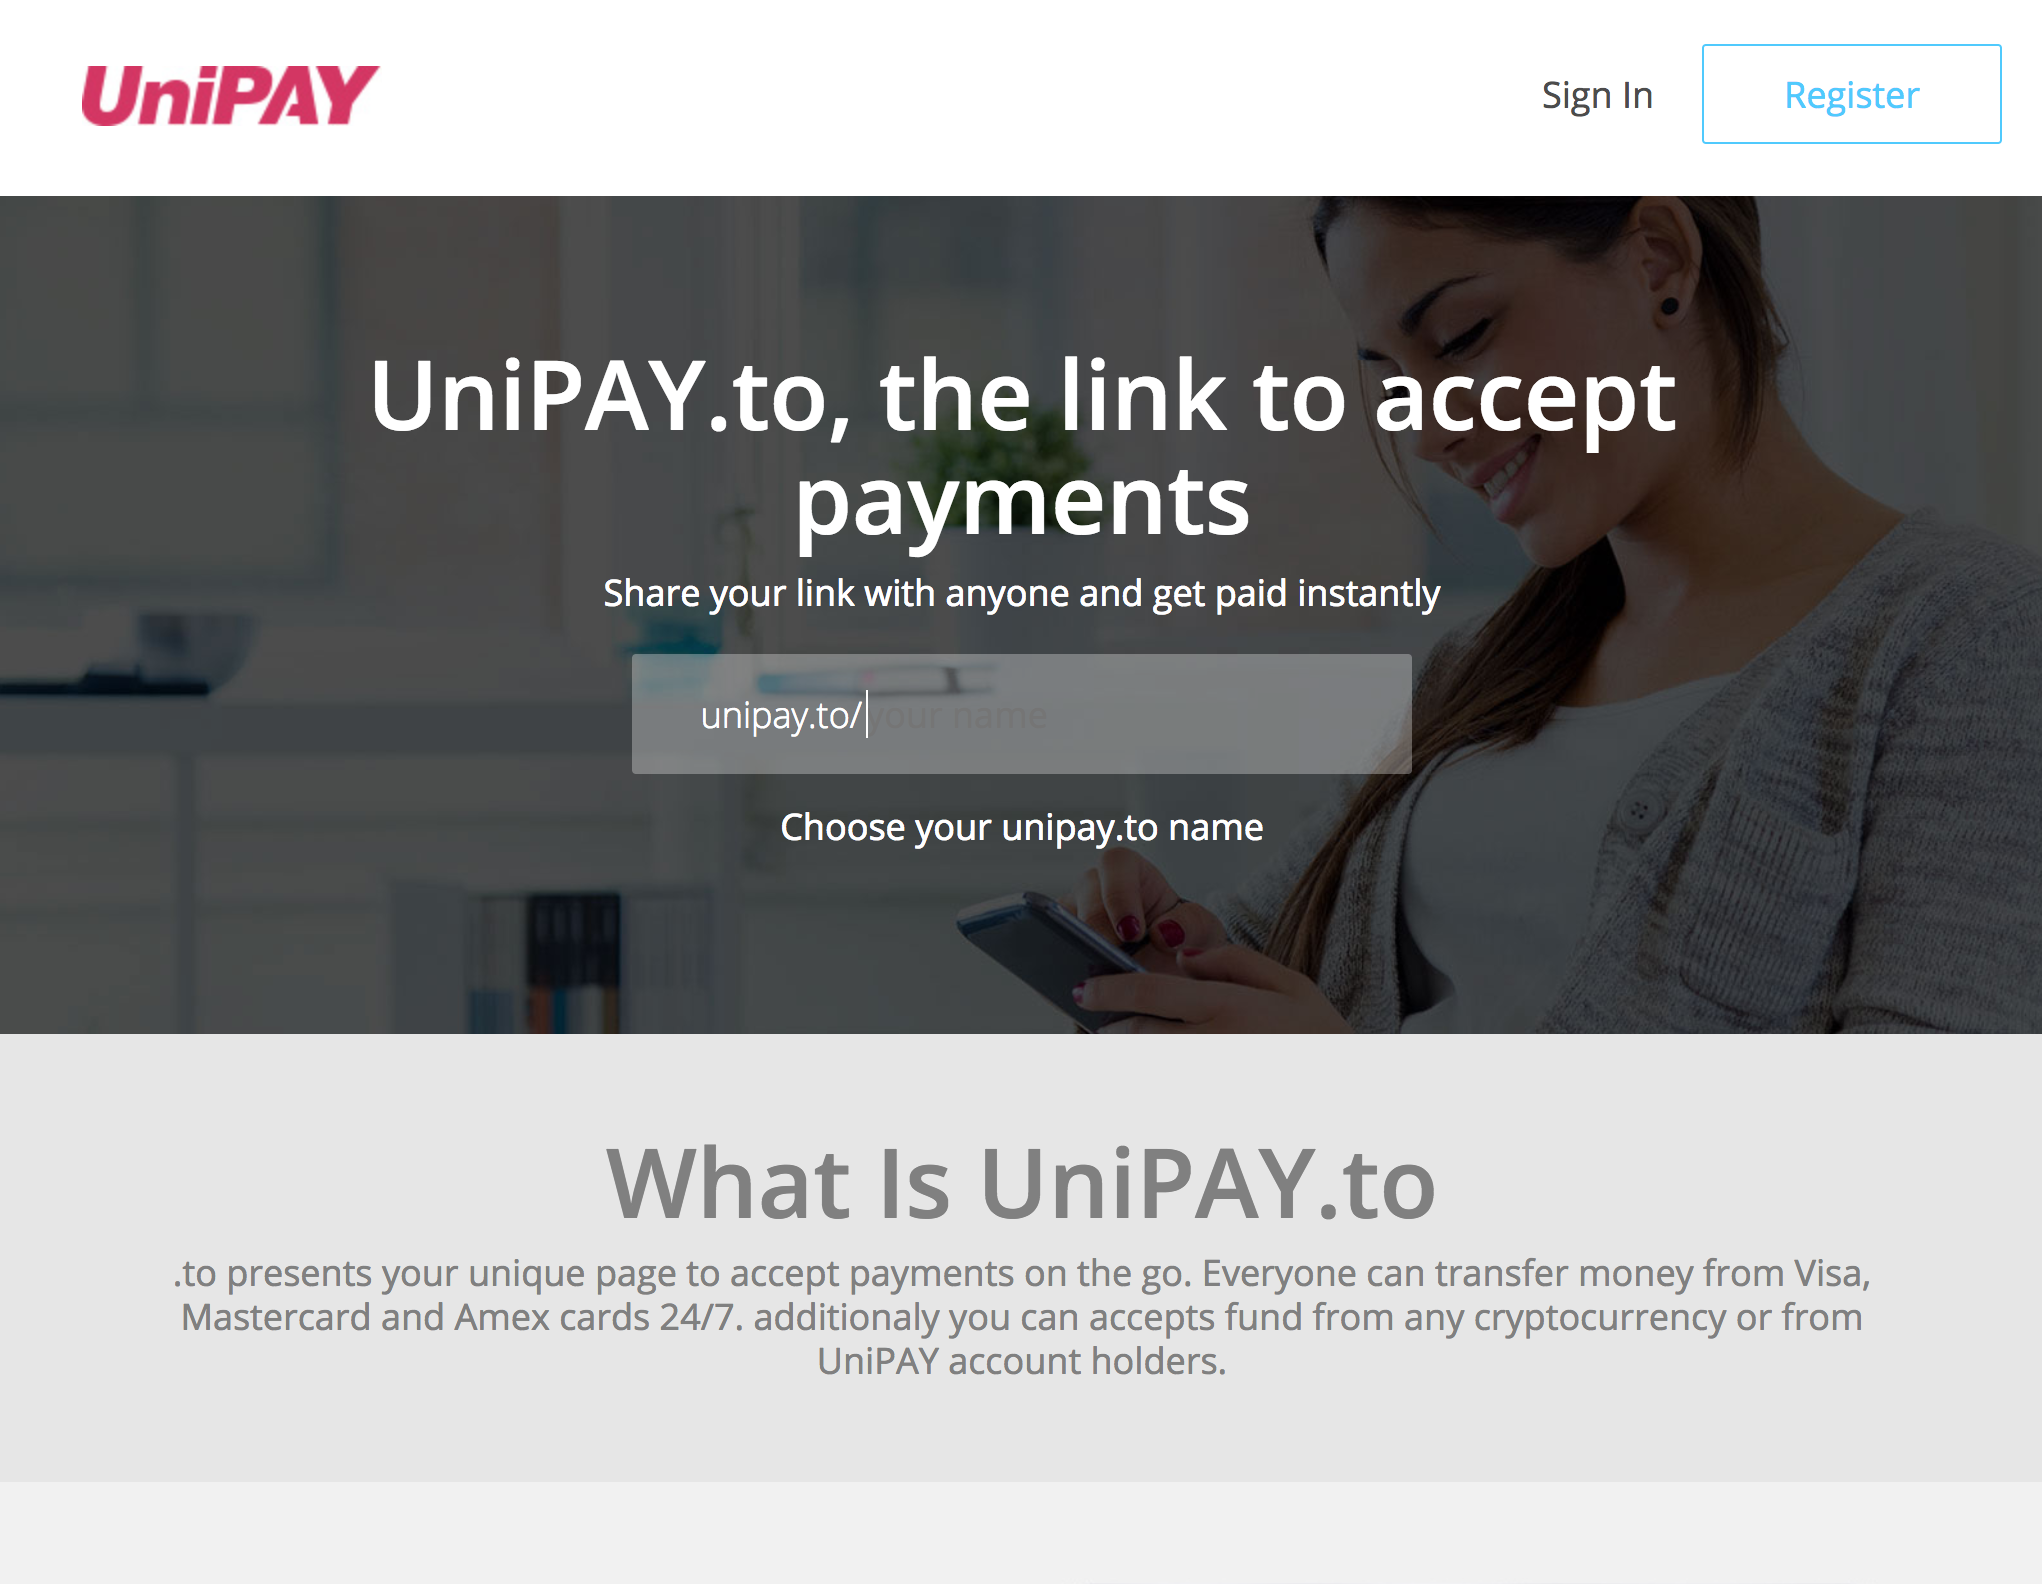 UniPAY
Sign In
Register
UniPAY.to, the link to accept
payments
Share your link with anyone and get paid instantly
unipay.to/your name
Choose your unipay.to name
What Is UniPAY.to
.to presents your unique page to accept payments on the go. Everyone can transfer money from Visa,
Mastercard and Amex cards 24/7. additionaly you can accepts fund from any cryptocurrency or from
UniPAY account holders.